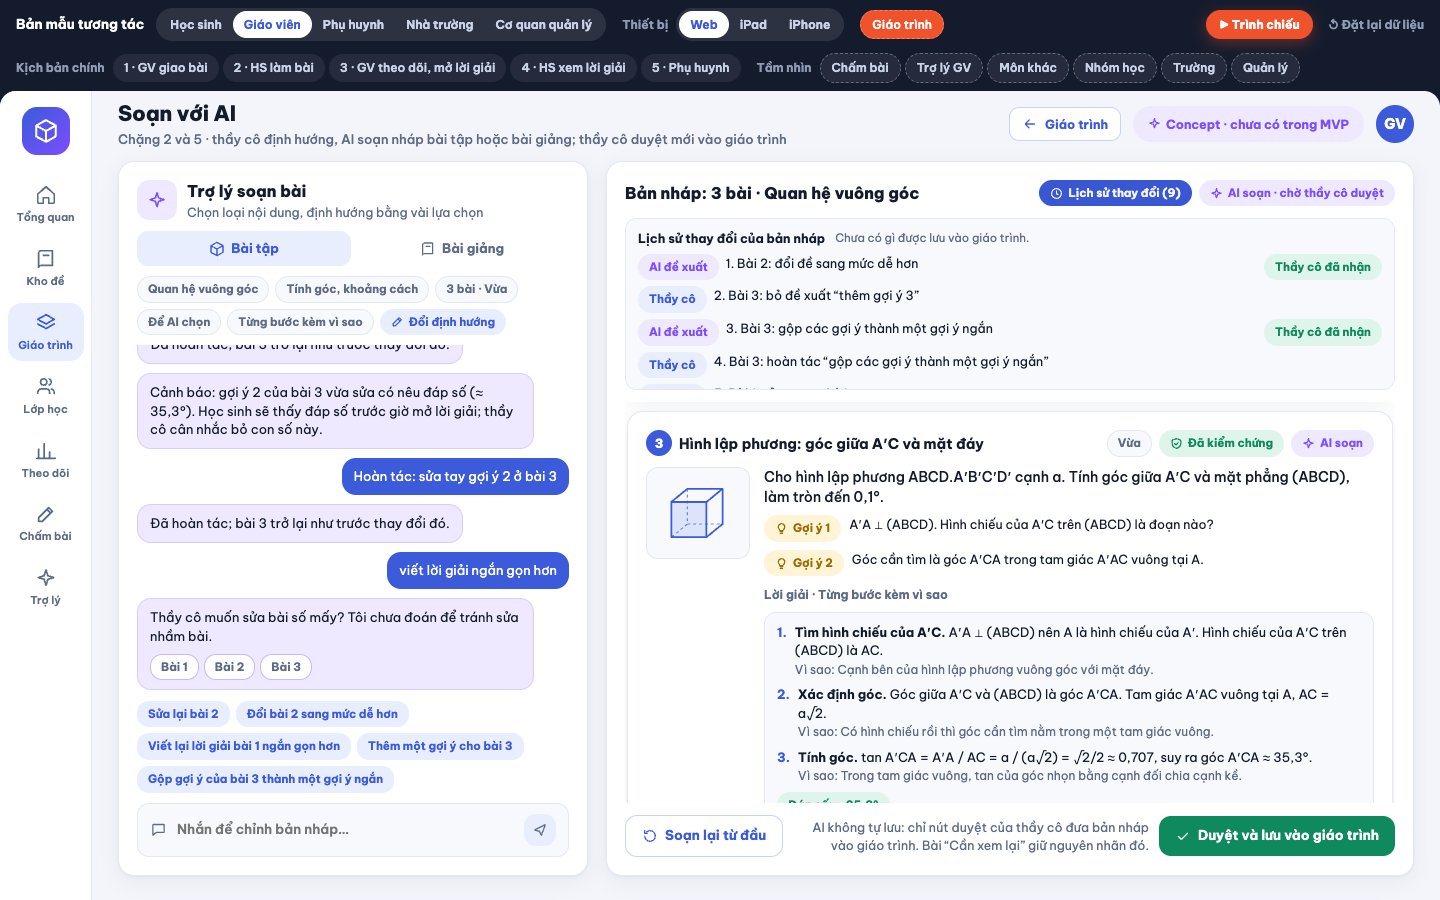 Bản mẫu tương tác
Học sinh
Giáo viên
Phụ huynh
Nhà trường
Cơ quan quản lý
Thiết bị
Web
iPad
iPhone
Giáo trình
Trình chiếu
Đặt lại dữ liệu
Kịch bản chính
1 · GV giao bài
2 · HS làm bài
3 · GV theo dõi, mở lời giải
4 · HS xem lời giải
5 · Phụ huynh
Tầm nhìn
Chấm bài
Trợ lý GV
Môn khác
Nhóm học
Trường
Quản lý
Tổng quan
Kho đề
Giáo trình
Lớp học
Theo dõi
Chấm bài
Trợ lý
Soạn với AI
Chặng 2 và 5 · thầy cô định hướng, AI soạn nháp bài tập hoặc bài giảng; thầy cô duyệt mới vào giáo trình
Giáo trình
Concept · chưa có trong MVP
GV
Trợ lý soạn bài
Chọn loại nội dung, định hướng bằng vài lựa chọn
Bài tập
Bài giảng
Quan hệ vuông góc
Tính góc, khoảng cách
3 bài · Vừa
Để AI chọn
Từng bước kèm vì sao
Đổi định hướng
Đã hoàn tác; bài 3 trở lại như trước thay đổi đó.
Cảnh báo: gợi ý 2 của bài 3 vừa sửa có nêu đáp số (≈
35,3°). Học sinh sẽ thấy đáp số trước giờ mở lời giải; thầy
cô cân nhắc bỏ con số này.
Hoàn tác: sửa tay gợi ý 2 ở bài 3
Đã hoàn tác; bài 3 trở lại như trước thay đổi đó.
viết lời giải ngắn gọn hơn
Thầy cô muốn sửa bài số mấy? Tôi chưa đoán để tránh sửa
nhầm bài.
Bài 1
Bài 2
Bài 3
Sửa lại bài 2
Đổi bài 2 sang mức dễ hơn
Viết lại lời giải bài 1 ngắn gọn hơn
Thêm một gợi ý cho bài 3
Gộp gợi ý của bài 3 thành một gợi ý ngắn
Nhắn để chỉnh bản nháp...
Bản nháp: 3 bài · Quan hệ vuông góc
Lịch sử thay đổi (9)
AI soạn · chờ thầy cô duyệt
Lịch sử thay đổi của bản nháp
Chưa có gì được lưu vào giáo trình.
AI đề xuất
1. Bài 2: đổi đề sang mức dễ hơn
Thầy cô đã nhận
Thầy cô
2. Bài 3: bỏ đề xuất “thêm gợi ý 3”
AI đề xuất
3. Bài 3: gộp các gợi ý thành một gợi ý ngắn
Thầy cô đã nhận
Thầy cô
4. Bài 3: hoàn tác “gộp các gợi ý thành một gợi ý ngắn”
3
Hình lập phương: góc giữa A′C và mặt đáy
Vừa
Đã kiểm chứng
AI soạn
Cho hình lập phương ABCD.A′B′C′D′ cạnh a. Tính góc giữa A′C và mặt phẳng (ABCD),
làm tròn đến 0,1°.
Gợi ý 1
A′A ⊥ (ABCD). Hình chiếu của A′C trên (ABCD) là đoạn nào?
Gợi ý 2
Góc cần tìm là góc A′CA trong tam giác A′AC vuông tại A.
Lời giải · Từng bước kèm vì sao
1. Tìm hình chiếu của A′C. A′A ⊥ (ABCD) nên A là hình chiếu của A′. Hình chiếu của A′C trên
(ABCD) là AC.
Vì sao: Cạnh bên của hình lập phương vuông góc với mặt đáy.
2. Xác định góc. Góc giữa A′C và (ABCD) là góc A′CA. Tam giác A′AC vuông tại A, AC =
a√2.
Vì sao: Có hình chiếu rồi thì góc cần tìm nằm trong một tam giác vuông.
3. Tính góc. tan A′CA = A′A / AC = a / (a√2) = √2/2 ≈ 0,707, suy ra góc A′CA ≈ 35,3°.
Vì sao: Trong tam giác vuông, tan của góc nhọn bằng cạnh đối chia cạnh kề.
Soạn lại từ đầu
AI không tự lưu: chỉ nút duyệt của thầy cô đưa bản nháp
vào giáo trình. Bài “Cần xem lại” giữ nguyên nhãn đó.
Duyệt và lưu vào giáo trình